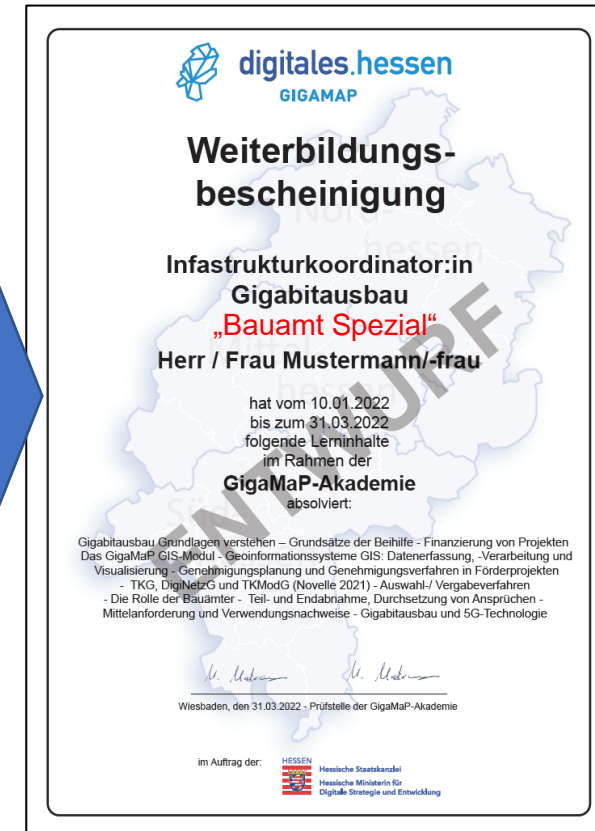 digitales.hessen
GIGAMAP
Weiterbildungs-
bescheinigung
Nord-
hessen
Infastrukturkoordinator:in
Gigabitausbau
„Bauamt Spezial“
Mittel
hessen
Herr / Frau Mustermann/-frau
hat vom 10.01.2022
bis zum 31.03.2022
folgende Lerninhalte
im Rahmen der
GigaMaP-Akademie
absolviert:
ENTWURF
Süd
Gigabitausbau Grundlagen verstehen – Grundsätze der Beihilfe - Finanzierung von Projekten
Das GigaMaP GIS-Modul - Geoinformationssysteme GIS: Datenerfassung, -Verarbeitung und
Visualisierung - Genehmigungsplanung und Genehmigungsverfahren in Förderprojekten
- TKG, DigiNetzG und TKModG (Novelle 2021) - Auswahl-/ Vergabeverfahren
- Die Rolle der Bauämter - Teil- und Endabnahme, Durchsetzung von Ansprüchen -
Mittelanforderung und Verwendungsnachweise - Gigabitausbau und 5G-Technologie
Wiesbaden, den 31.03.2022 - Prüfstelle der GigaMaP-Akademie
im Auftrag der:
HESSEN
Hessische Staatskanzlei
Hessische Ministerin für
Digitale Strategie und Entwicklung